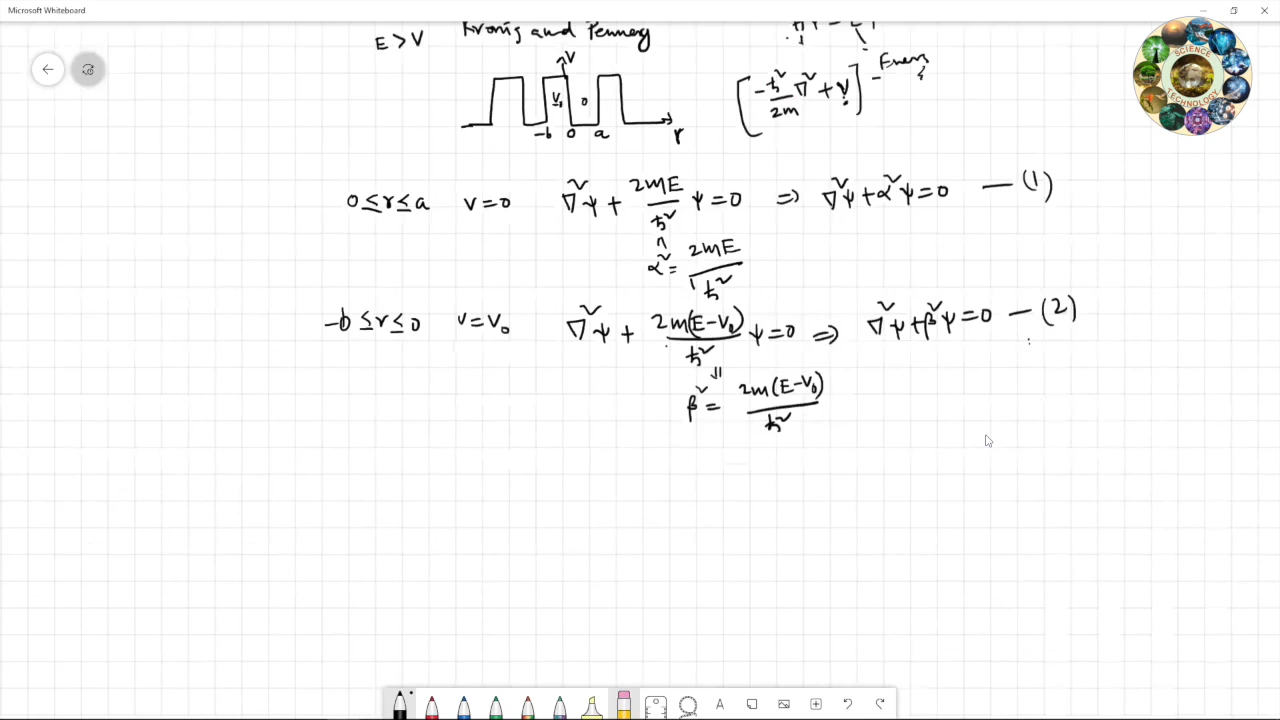 Microsoft Whiteboard
E > V Kronig and Penney
V
V₀ 0
-b 0 a r
[-ℏ²/2m ∇² + V] - Energy
0 ≤ r ≤ a V = 0 ∇²ψ + 2mE/ℏ² ψ = 0 ⇒ ∇²ψ + α²ψ = 0 — (1)
α² = 2mE/ℏ²
-b ≤ r ≤ 0 V = V₀ ∇²ψ + 2m(E-V₀)/ℏ² ψ = 0 ⇒ ∇²ψ + β²ψ = 0 — (2)
β² = 2m(E-V₀)/ℏ²
SCIENCE
TECHNOLOGY
A